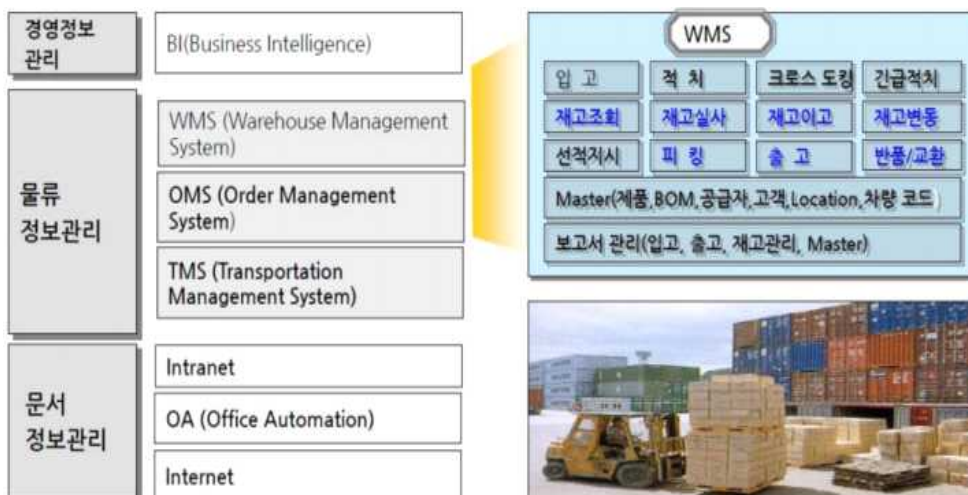 경영정보
관리
BI(Business Intelligence)
물류
정보관리
WMS (Warehouse Management
System)
OMS (Order Management
System)
TMS (Transportation
Management System)
문서
정보관리
Intranet
OA (Office Automation)
Internet
WMS
입 고 적 치 크로스 도킹 긴급적치
재고조회 재고실사 재고이고 재고변동
선적지시 피 킹 출 고 반품/교환
Master(제품,BOM,공급자,고객,Location,차량 코드)
보고서 관리(입고, 출고, 재고관리, Master)